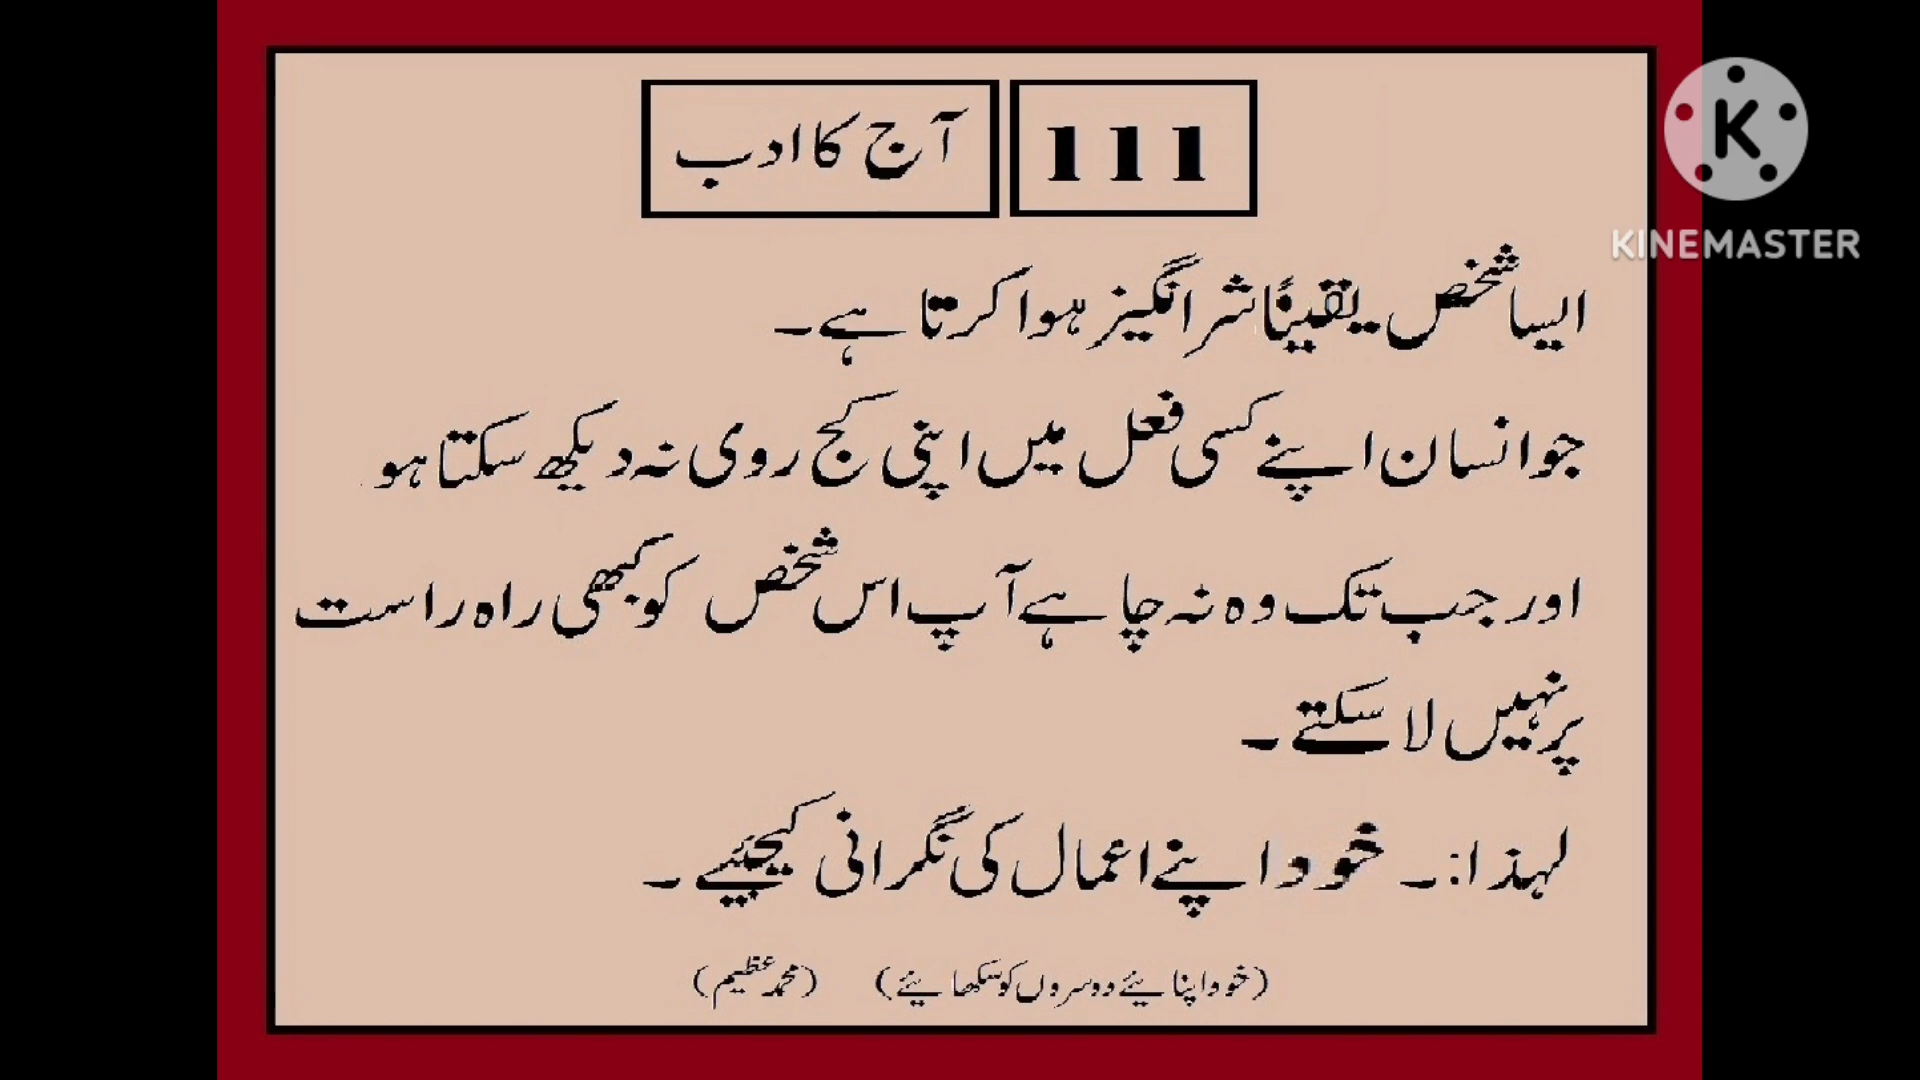 111 آج کا ادب
KINEMASTER
ایسا شخص یقیناً شر انگیز ہوا کرتا ہے۔
جو انسان اپنے کسی فعل میں اپنی کج روی نہ دیکھ سکتا ہو
اور جب تک وہ نہ چاہے آپ اس شخص کو کبھی راہ راست
پر نہیں لا سکتے۔
لہذا:۔ خود اپنے اعمال کی نگرانی کیجیئے۔
(خود اپنایئے دوسروں کو سکھایئے) (محمد عظیم)